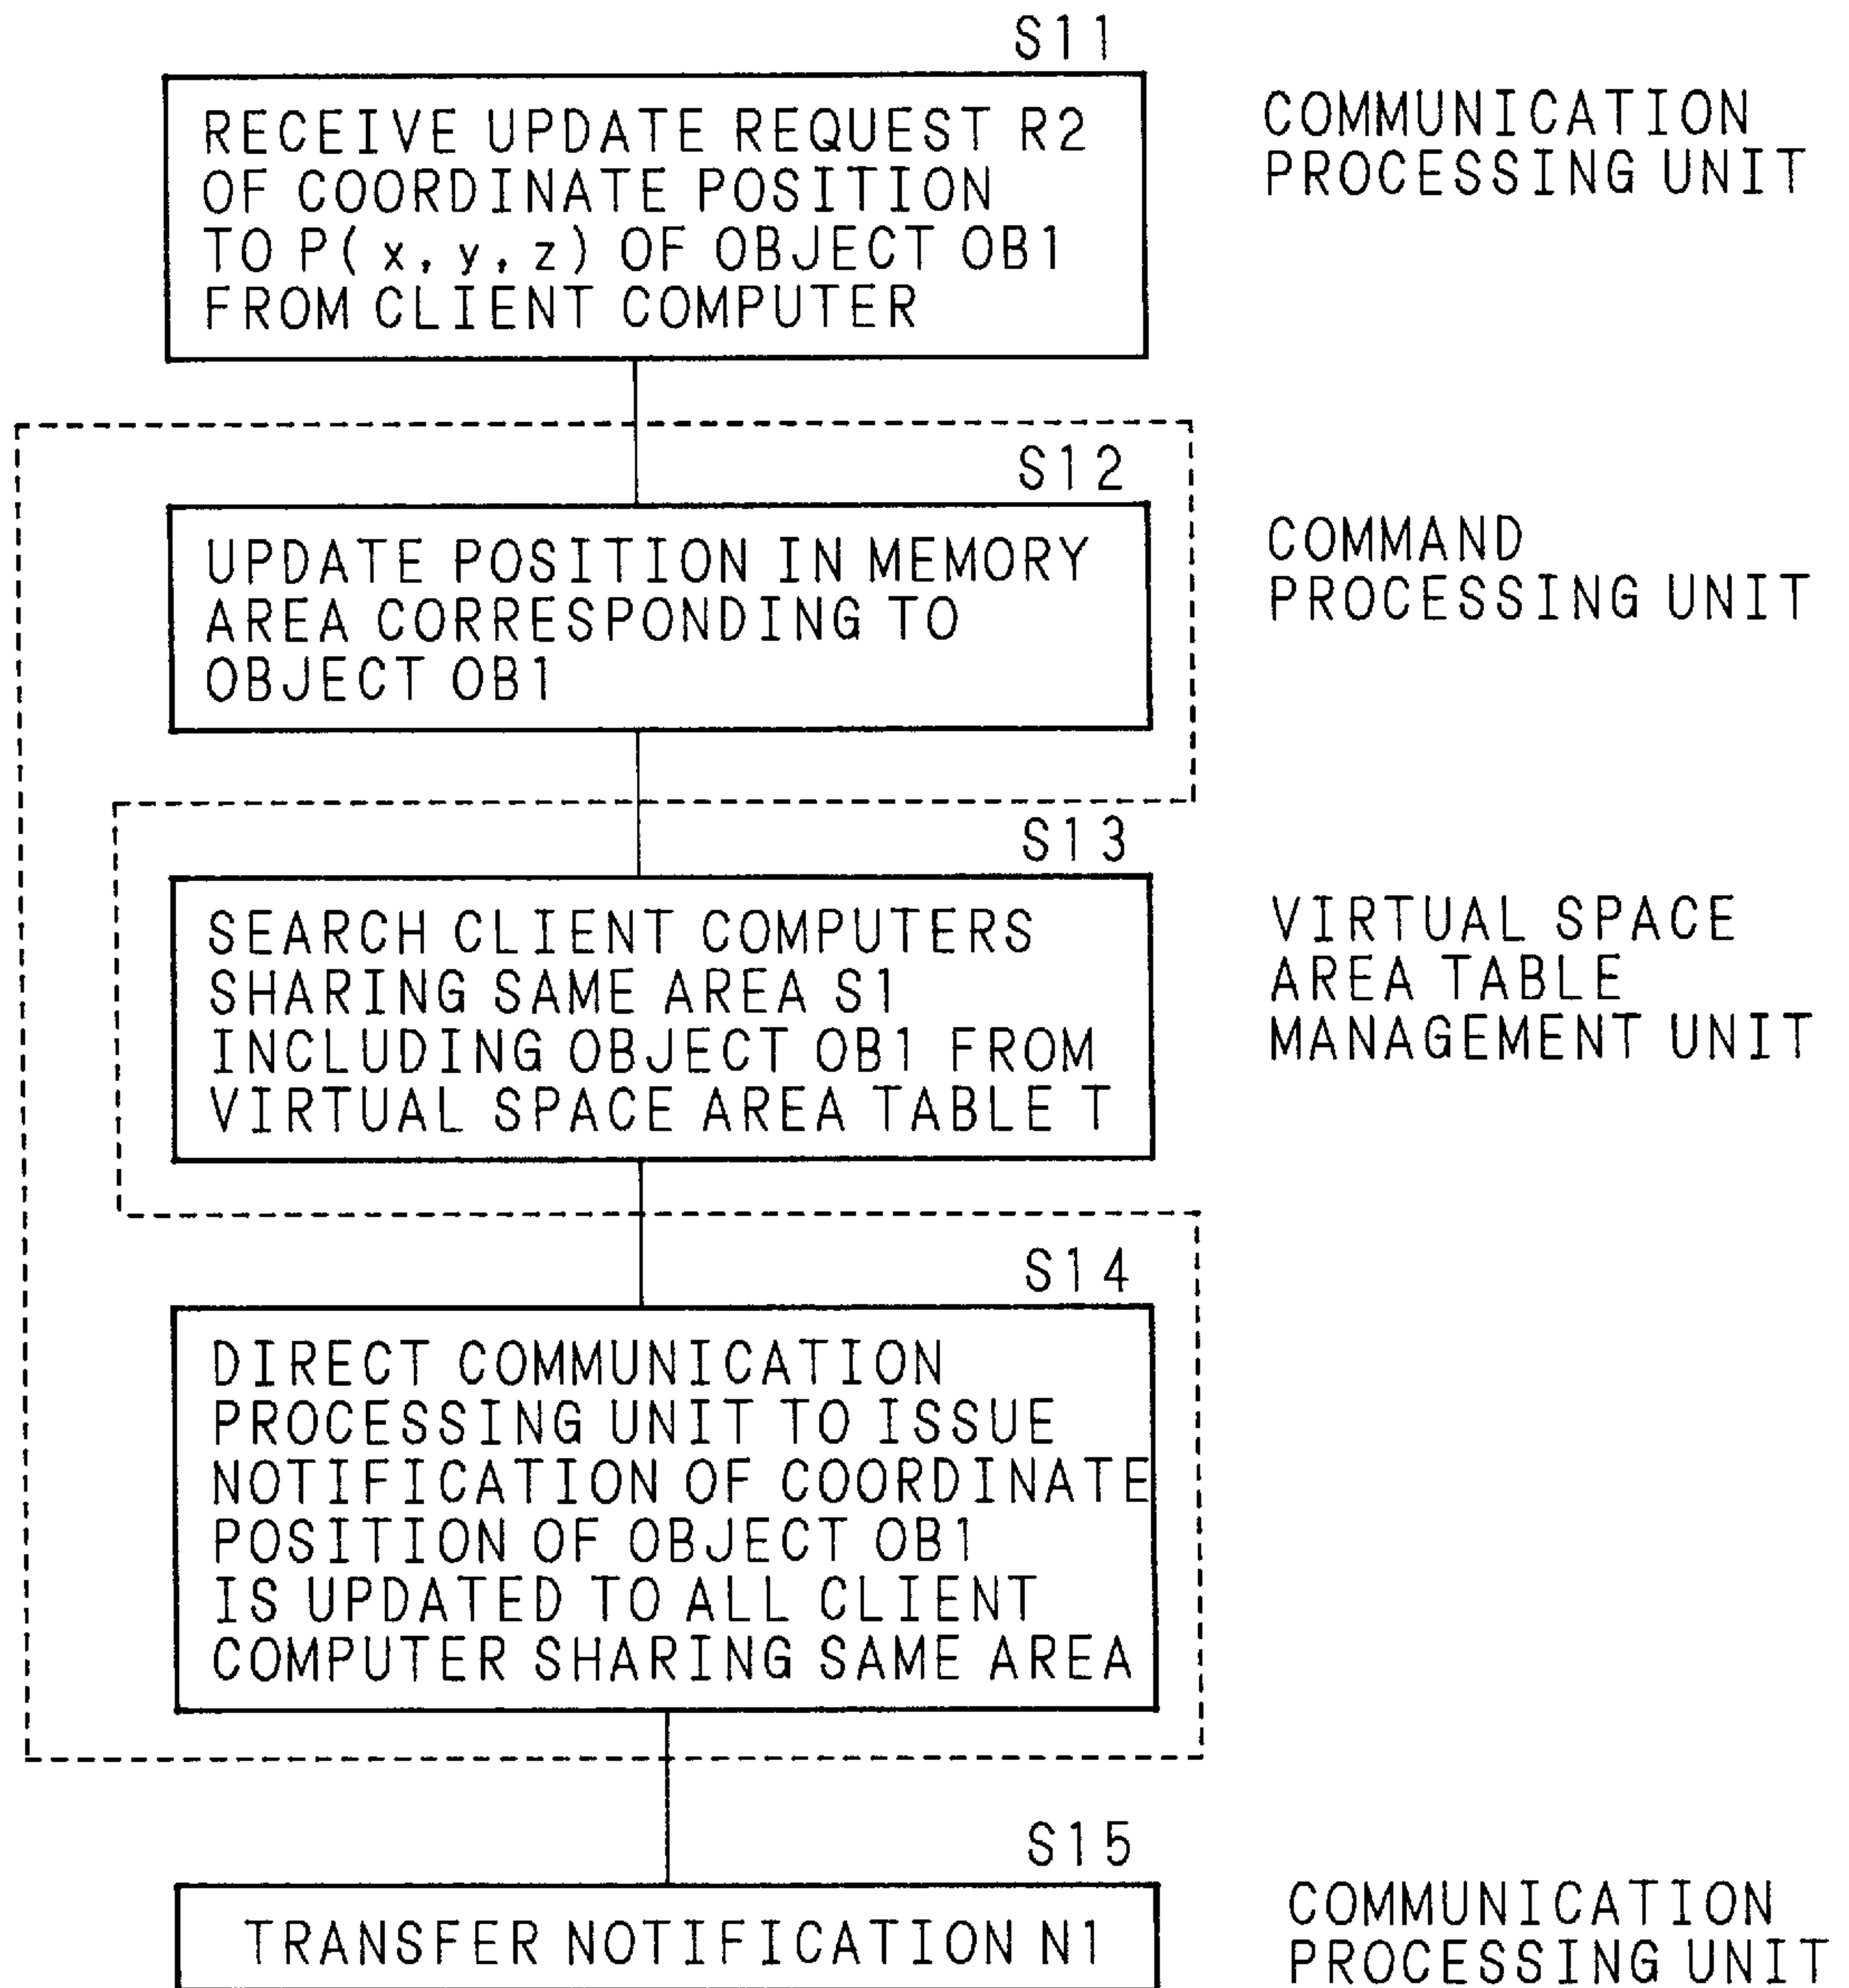 S11
RECEIVE UPDATE REQUEST R2
OF COORDINATE POSITION
TO P(x, y, z) OF OBJECT OB1
FROM CLIENT COMPUTER
COMMUNICATION
PROCESSING UNIT
S12
UPDATE POSITION IN MEMORY
AREA CORRESPONDING TO
OBJECT OB1
COMMAND
PROCESSING UNIT
S13
SEARCH CLIENT COMPUTERS
SHARING SAME AREA S1
INCLUDING OBJECT OB1 FROM
VIRTUAL SPACE AREA TABLE T
VIRTUAL SPACE
AREA TABLE
MANAGEMENT UNIT
S14
DIRECT COMMUNICATION
PROCESSING UNIT TO ISSUE
NOTIFICATION OF COORDINATE
POSITION OF OBJECT OB1
IS UPDATED TO ALL CLIENT
COMPUTER SHARING SAME AREA
S15
TRANSFER NOTIFICATION N1
COMMUNICATION
PROCESSING UNIT